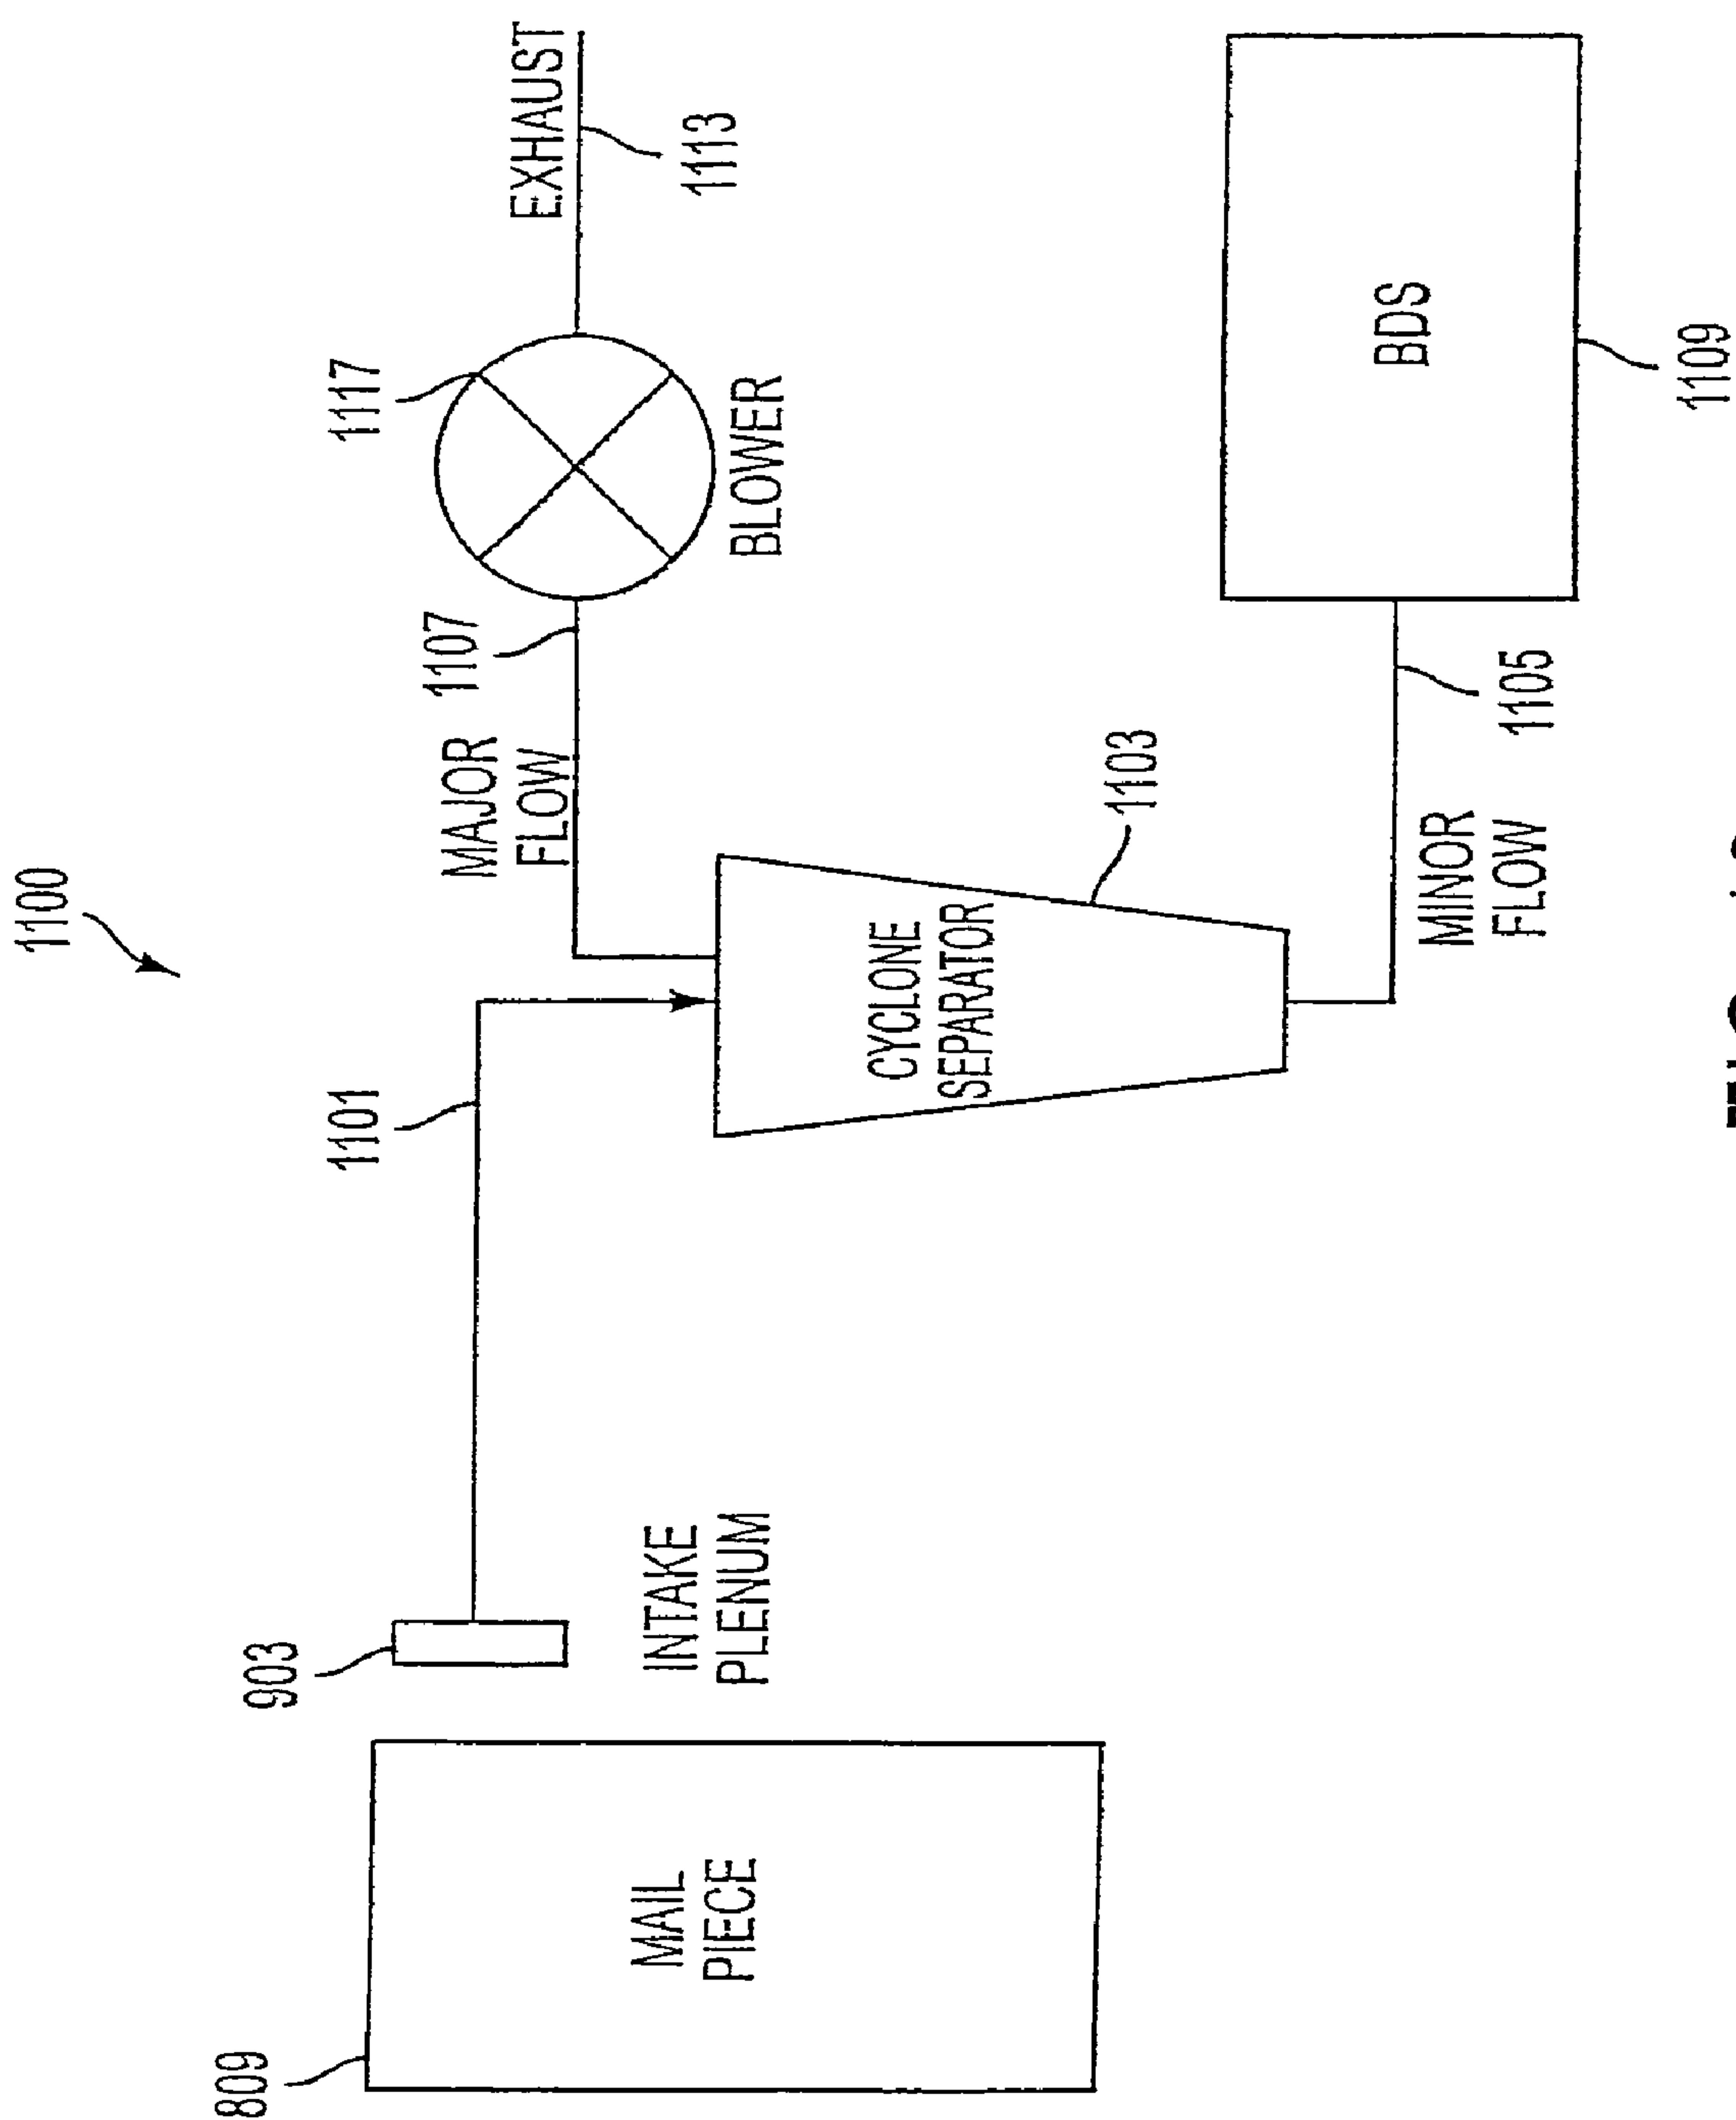 1100
1101
1117
EXHAUST
1113
MAJOR
FLOW
1107
BLOWER
903
INTAKE
PLENUM
809
MAIL
PIECE
CYCLONE
SEPARATOR
1103
MINOR
FLOW
1105
BDS
1109